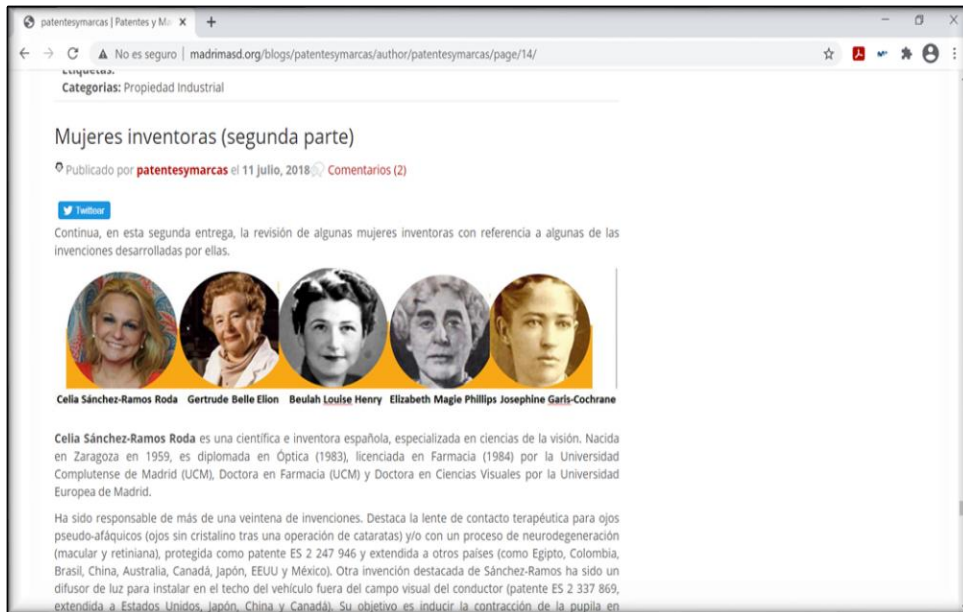 patentesymarcas | Patentes y Ma
No es seguro | madrimasd.org/blogs/patentesymarcas/author/patentesymarcas/page/14/
Etiquetas:
Categorias: Propiedad Industrial
Mujeres inventoras (segunda parte)
Publicado por patentesymarcas el 11 julio, 2018 Comentarios (2)
Twittear
Continua, en esta segunda entrega, la revisión de algunas mujeres inventoras con referencia a algunas de las
invenciones desarrolladas por ellas.
Celia Sánchez-Ramos Roda Gertrude Belle Elion Beulah Louise Henry Elizabeth Magie Phillips Josephine Garis-Cochrane
Celia Sánchez-Ramos Roda es una científica e inventora española, especializada en ciencias de la visión. Nacida
en Zaragoza en 1959, es diplomada en Óptica (1983), licenciada en Farmacia (1984) por la Universidad
Complutense de Madrid (UCM), Doctora en Farmacia (UCM) y Doctora en Ciencias Visuales por la Universidad
Europea de Madrid.
Ha sido responsable de más de una veintena de invenciones. Destaca la lente de contacto terapéutica para ojos
pseudo-afáquicos (ojos sin cristalino tras una operación de cataratas) y/o con un proceso de neurodegeneración
(macular y retiniana), protegida como patente ES 2 247 946 y extendida a otros países (como Egipto, Colombia,
Brasil, China, Australia, Canadá, Japón, EEUU y México). Otra invención destacada de Sánchez-Ramos ha sido un
difusor de luz para instalar en el techo del vehículo fuera del campo visual del conductor (patente ES 2 337 869,
extendida a Estados Unidos, Japón, China y Canadá). Su objetivo es inducir la contracción de la pupila en